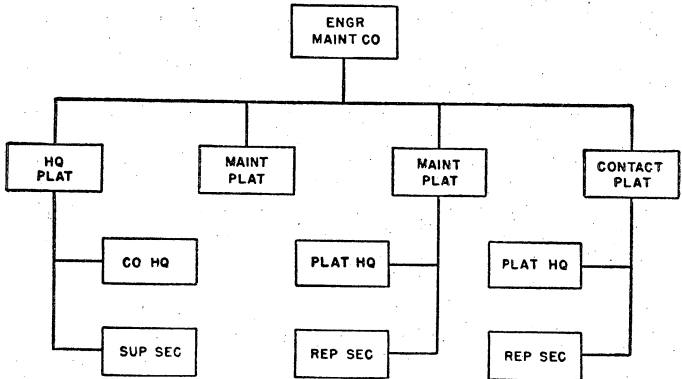 ENGR
MAINT CO
HQ
PLAT
MAINT
PLAT
MAINT
PLAT
CONTACT
PLAT
CO HQ
PLAT HQ
PLAT HQ
SUP SEC
REP SEC
REP SEC